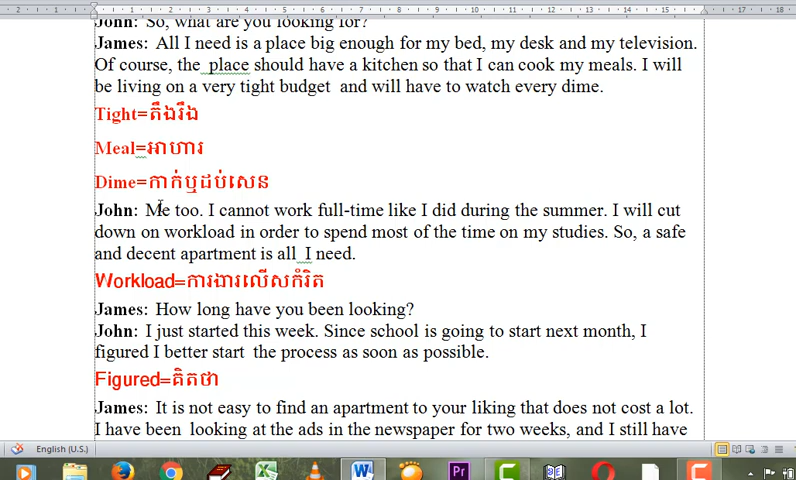 John: So, what are you looking for?
James: All I need is a place big enough for my bed, my desk and my television.
Of course, the place should have a kitchen so that I can cook my meals. I will
be living on a very tight budget and will have to watch every dime.
Tight=តឹងរឹង
Meal=អាហារ
Dime=កាក់ឬដប់សេន
John: Me too. I cannot work full-time like I did during the summer. I will cut
down on workload in order to spend most of the time on my studies. So, a safe
and decent apartment is all I need.
Workload=ការងារលើសកំរិត
James: How long have you been looking?
John: I just started this week. Since school is going to start next month, I
figured I better start the process as soon as possible.
Figured=គិតថា
James: It is not easy to find an apartment to your liking that does not cost a lot.
I have been looking at the ads in the newspaper for two weeks, and I still have
English (U.S.)